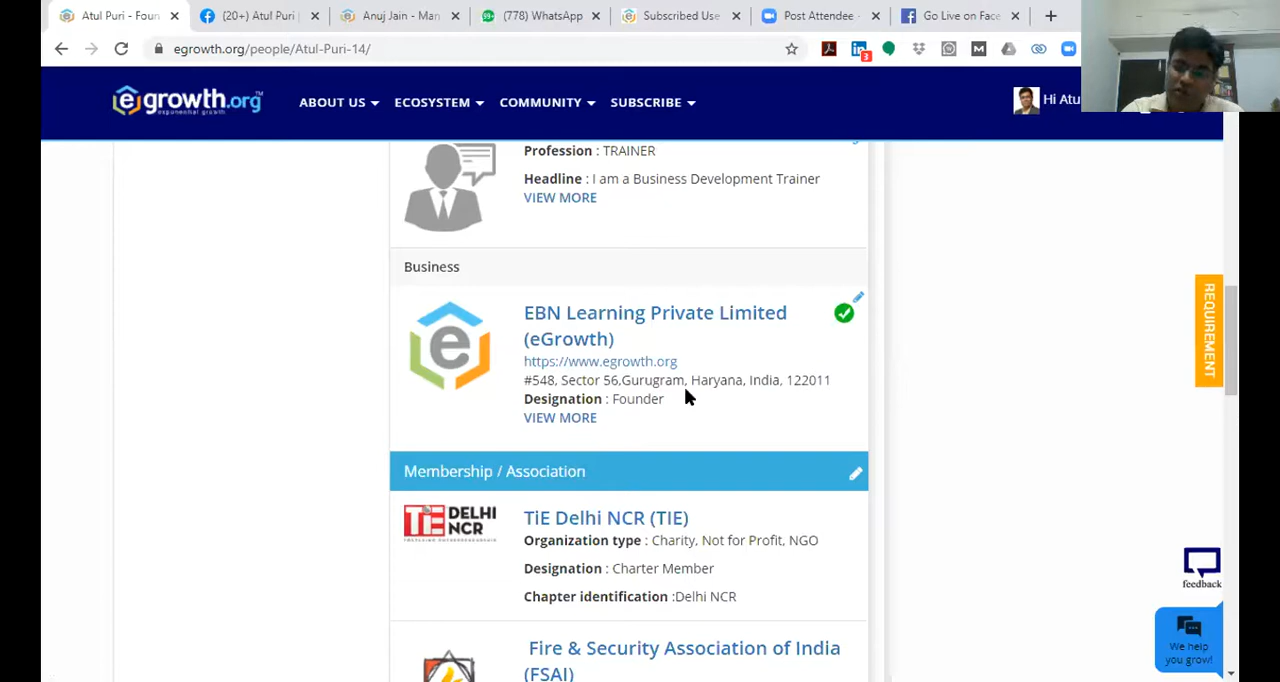 Atul Puri - Foun
(20+) Atul Puri
Anuj Jain - Man
99+
(778) WhatsApp
Subscribed Use
Post Attendee -
Go Live on Face
egrowth.org/people/Atul-Puri-14/
3
M
egrowth.org™
exponential growth
ABOUT US
ECOSYSTEM
COMMUNITY
SUBSCRIBE
Hi Atu
Profession : TRAINER
Headline : I am a Business Development Trainer
VIEW MORE
Business
e
EBN Learning Private Limited
(eGrowth)
https://www.egrowth.org
#548, Sector 56,Gurugram, Haryana, India, 122011
Designation : Founder
VIEW MORE
REQUIREMENT
Membership / Association
TiE DELHI
NCR
TiE Delhi NCR (TIE)
Organization type : Charity, Not for Profit, NGO
Designation : Charter Member
Chapter identification :Delhi NCR
Fire & Security Association of India
(FSAI)
feedback
We help
you grow!